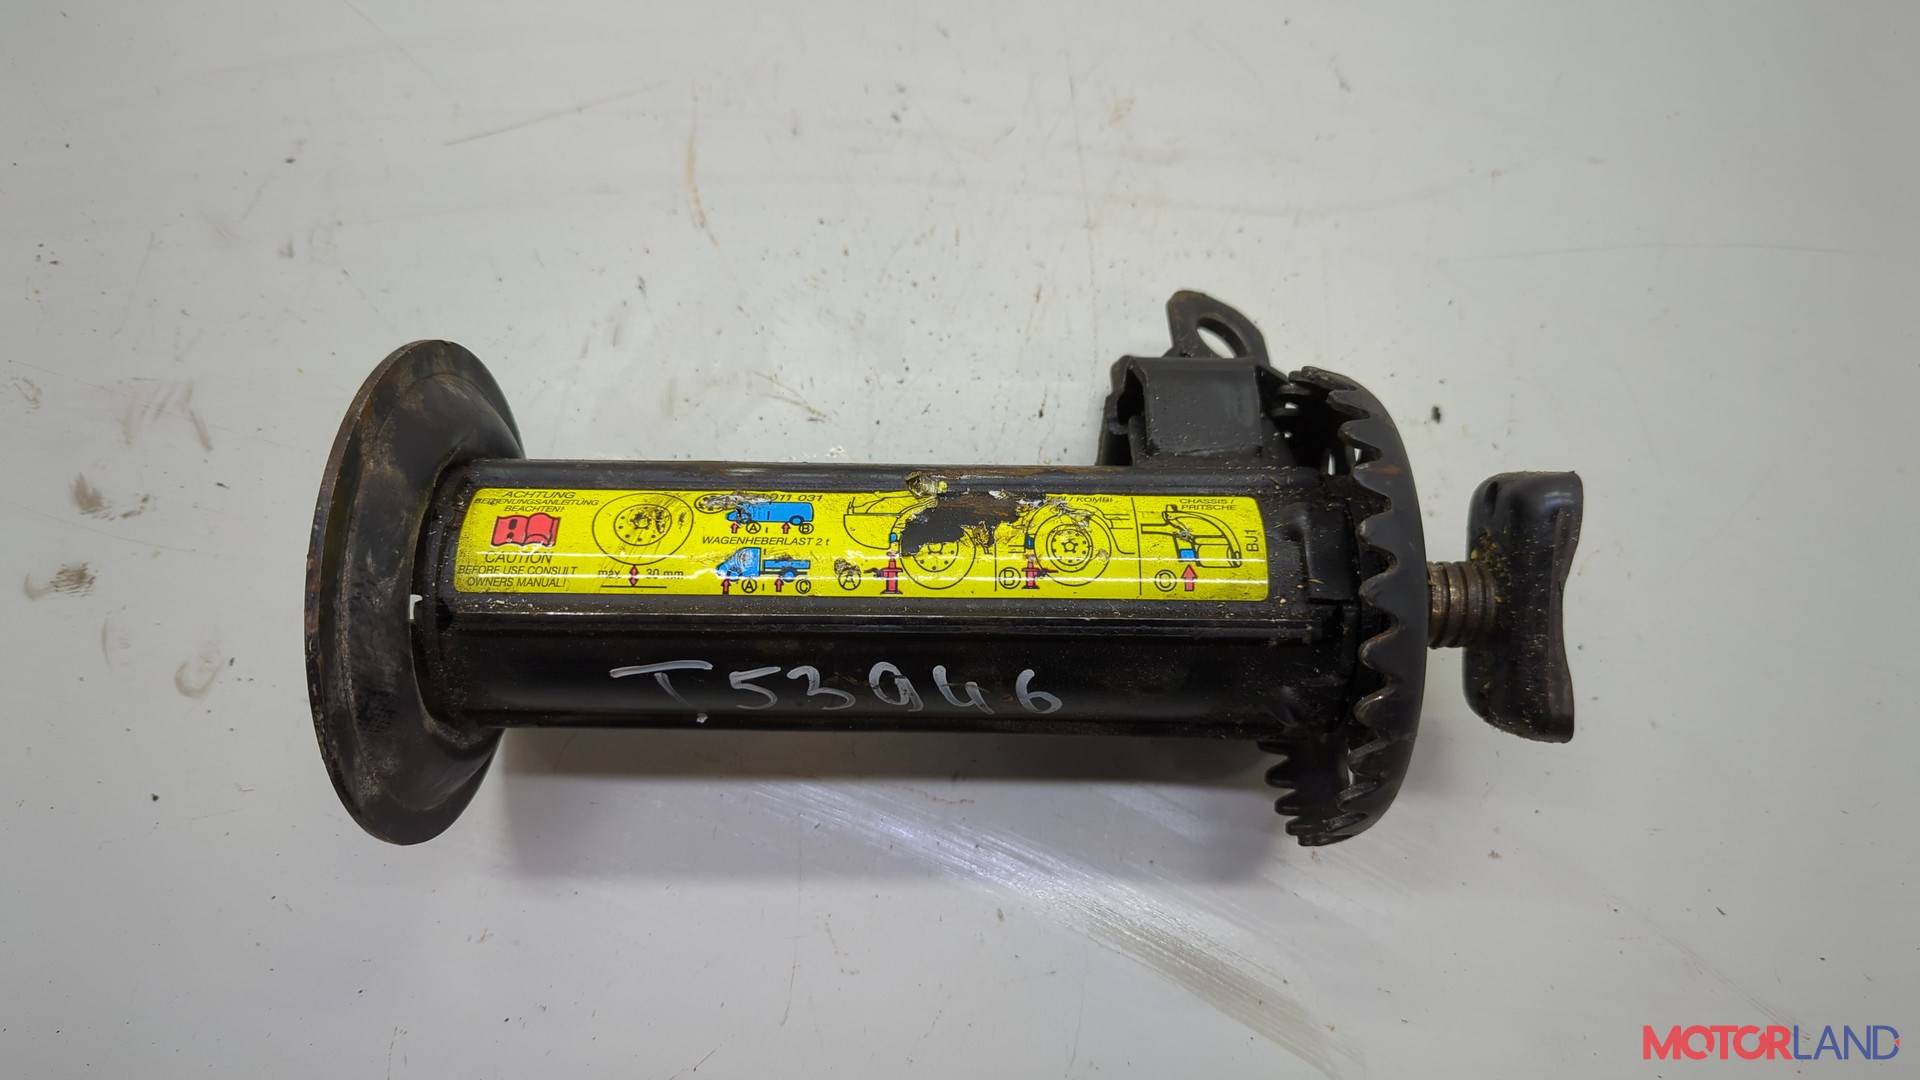 ACHTUNG
BEDIENUNGSANLEITUNG
BEACHTEN!
CAUTION
BEFORE USE CONSULT
OWNERS MANUAL!
max 30 mm
011 031
A B
WAGENHEBERLAST 2 t
A C
A
/ KOMBI
B
CHASSIS /
PRITSCHE
C
BJ1
T53946
MOTORLAND